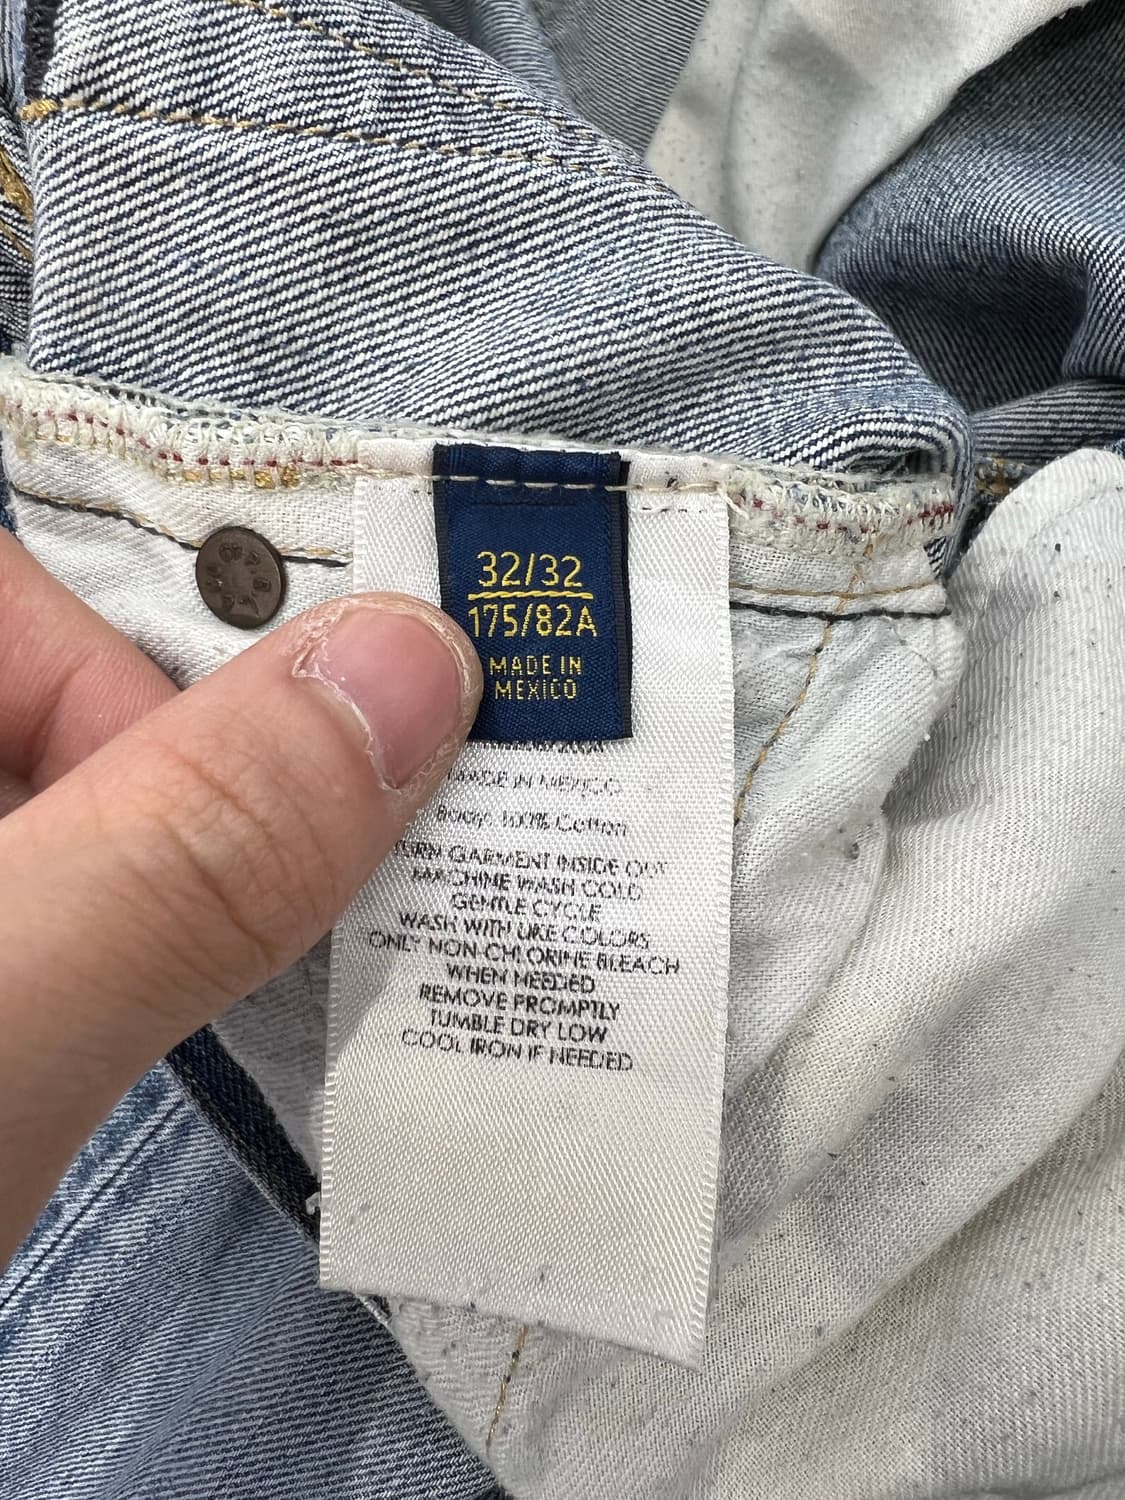 32/32
175/82A
MADE IN
MEXICO
MADE IN MEXICO
Body: 100% Cotton
TURN GARMENT INSIDE OUT
MACHINE WASH COLD
GENTLE CYCLE
WASH WITH LIKE COLORS
ONLY NON-CHLORINE BLEACH
WHEN NEEDED
REMOVE PROMPTLY
TUMBLE DRY LOW
COOL IRON IF NEEDED